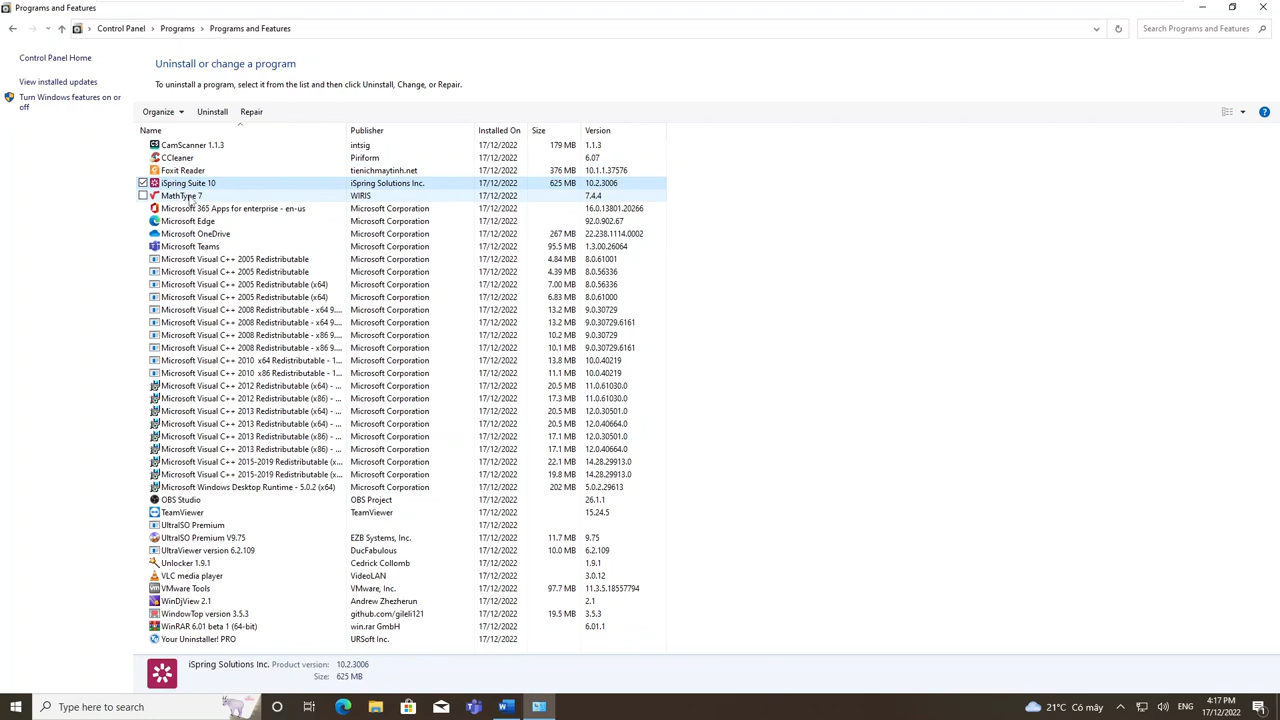 Programs and Features
Control Panel > Programs > Programs and Features
Search Programs and Features
Control Panel Home
View installed updates
Turn Windows features on or
off
Uninstall or change a program
To uninstall a program, select it from the list and then click Uninstall, Change, or Repair.
Organize Uninstall Repair
Name Publisher Installed On Size Version
CamScanner 1.1.3 intsig 17/12/2022 179 MB 1.1.3
CCleaner Piriform 17/12/2022 6.07
Foxit Reader tienichmaytinh.net 17/12/2022 376 MB 10.1.1.37576
iSpring Suite 10 iSpring Solutions Inc. 17/12/2022 625 MB 10.2.3006
MathType 7 WIRIS 17/12/2022 7.4.4
Microsoft 365 Apps for enterprise - en-us Microsoft Corporation 17/12/2022 16.0.13801.20266
Microsoft Edge Microsoft Corporation 17/12/2022 92.0.902.67
Microsoft OneDrive Microsoft Corporation 17/12/2022 267 MB 22.238.1114.0002
Microsoft Teams Microsoft Corporation 17/12/2022 95.5 MB 1.3.00.26064
Microsoft Visual C++ 2005 Redistributable Microsoft Corporation 17/12/2022 4.84 MB 8.0.61001
Microsoft Visual C++ 2005 Redistributable Microsoft Corporation 17/12/2022 4.39 MB 8.0.56336
Microsoft Visual C++ 2005 Redistributable (x64) Microsoft Corporation 17/12/2022 7.00 MB 8.0.56336
Microsoft Visual C++ 2005 Redistributable (x64) Microsoft Corporation 17/12/2022 6.83 MB 8.0.61000
Microsoft Visual C++ 2008 Redistributable - x64 9.... Microsoft Corporation 17/12/2022 13.2 MB 9.0.30729
Microsoft Visual C++ 2008 Redistributable - x64 9.... Microsoft Corporation 17/12/2022 13.2 MB 9.0.30729.6161
Microsoft Visual C++ 2008 Redistributable - x86 9.... Microsoft Corporation 17/12/2022 10.2 MB 9.0.30729
Microsoft Visual C++ 2008 Redistributable - x86 9.... Microsoft Corporation 17/12/2022 10.1 MB 9.0.30729.6161
Microsoft Visual C++ 2010 x64 Redistributable - 1... Microsoft Corporation 17/12/2022 13.8 MB 10.0.40219
Microsoft Visual C++ 2010 x86 Redistributable - 1... Microsoft Corporation 17/12/2022 11.1 MB 10.0.40219
Microsoft Visual C++ 2012 Redistributable (x64) - ... Microsoft Corporation 17/12/2022 20.5 MB 11.0.61030.0
Microsoft Visual C++ 2012 Redistributable (x86) - ... Microsoft Corporation 17/12/2022 17.3 MB 11.0.61030.0
Microsoft Visual C++ 2013 Redistributable (x64) - ... Microsoft Corporation 17/12/2022 20.5 MB 12.0.30501.0
Microsoft Visual C++ 2013 Redistributable (x64) - ... Microsoft Corporation 17/12/2022 20.5 MB 12.0.40664.0
Microsoft Visual C++ 2013 Redistributable (x86) - ... Microsoft Corporation 17/12/2022 17.1 MB 12.0.30501.0
Microsoft Visual C++ 2013 Redistributable (x86) - ... Microsoft Corporation 17/12/2022 17.1 MB 12.0.40664.0
Microsoft Visual C++ 2015-2019 Redistributable (x... Microsoft Corporation 17/12/2022 22.1 MB 14.28.29913.0
Microsoft Visual C++ 2015-2019 Redistributable (x... Microsoft Corporation 17/12/2022 19.8 MB 14.28.29913.0
Microsoft Windows Desktop Runtime - 5.0.2 (x64) Microsoft Corporation 17/12/2022 202 MB 5.0.2.29613
OBS Studio OBS Project 17/12/2022 26.1.1
TeamViewer TeamViewer 17/12/2022 15.24.5
UltraISO Premium 17/12/2022
UltraISO Premium V9.75 EZB Systems, Inc. 17/12/2022 11.7 MB 9.75
UltraViewer version 6.2.109 DucFabulous 17/12/2022 10.0 MB 6.2.109
Unlocker 1.9.1 Cedrick Collomb 17/12/2022 1.9.1
VLC media player VideoLAN 17/12/2022 3.0.12
VMware Tools VMware, Inc. 17/12/2022 97.7 MB 11.3.5.18557794
WinDjView 2.1 Andrew Zhezherun 17/12/2022 2.1
WindowTop version 3.5.3 github.com/gileli121 17/12/2022 19.5 MB 3.5.3
WinRAR 6.01 beta 1 (64-bit) win.rar GmbH 17/12/2022 6.01.1
Your Uninstaller! PRO URSoft Inc. 17/12/2022
iSpring Solutions Inc. Product version: 10.2.3006
Size: 625 MB
Type here to search
21°C Có mây
4:17 PM
17/12/2022